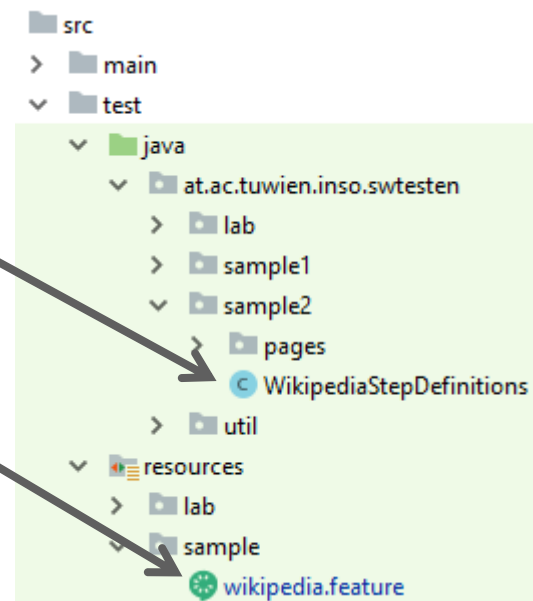 src
main
test
java
at.ac.tuwien.inso.swtesten
lab
sample1
sample2
pages
C WikipediaStepDefinitions
util
resources
lab
sample
wikipedia.feature